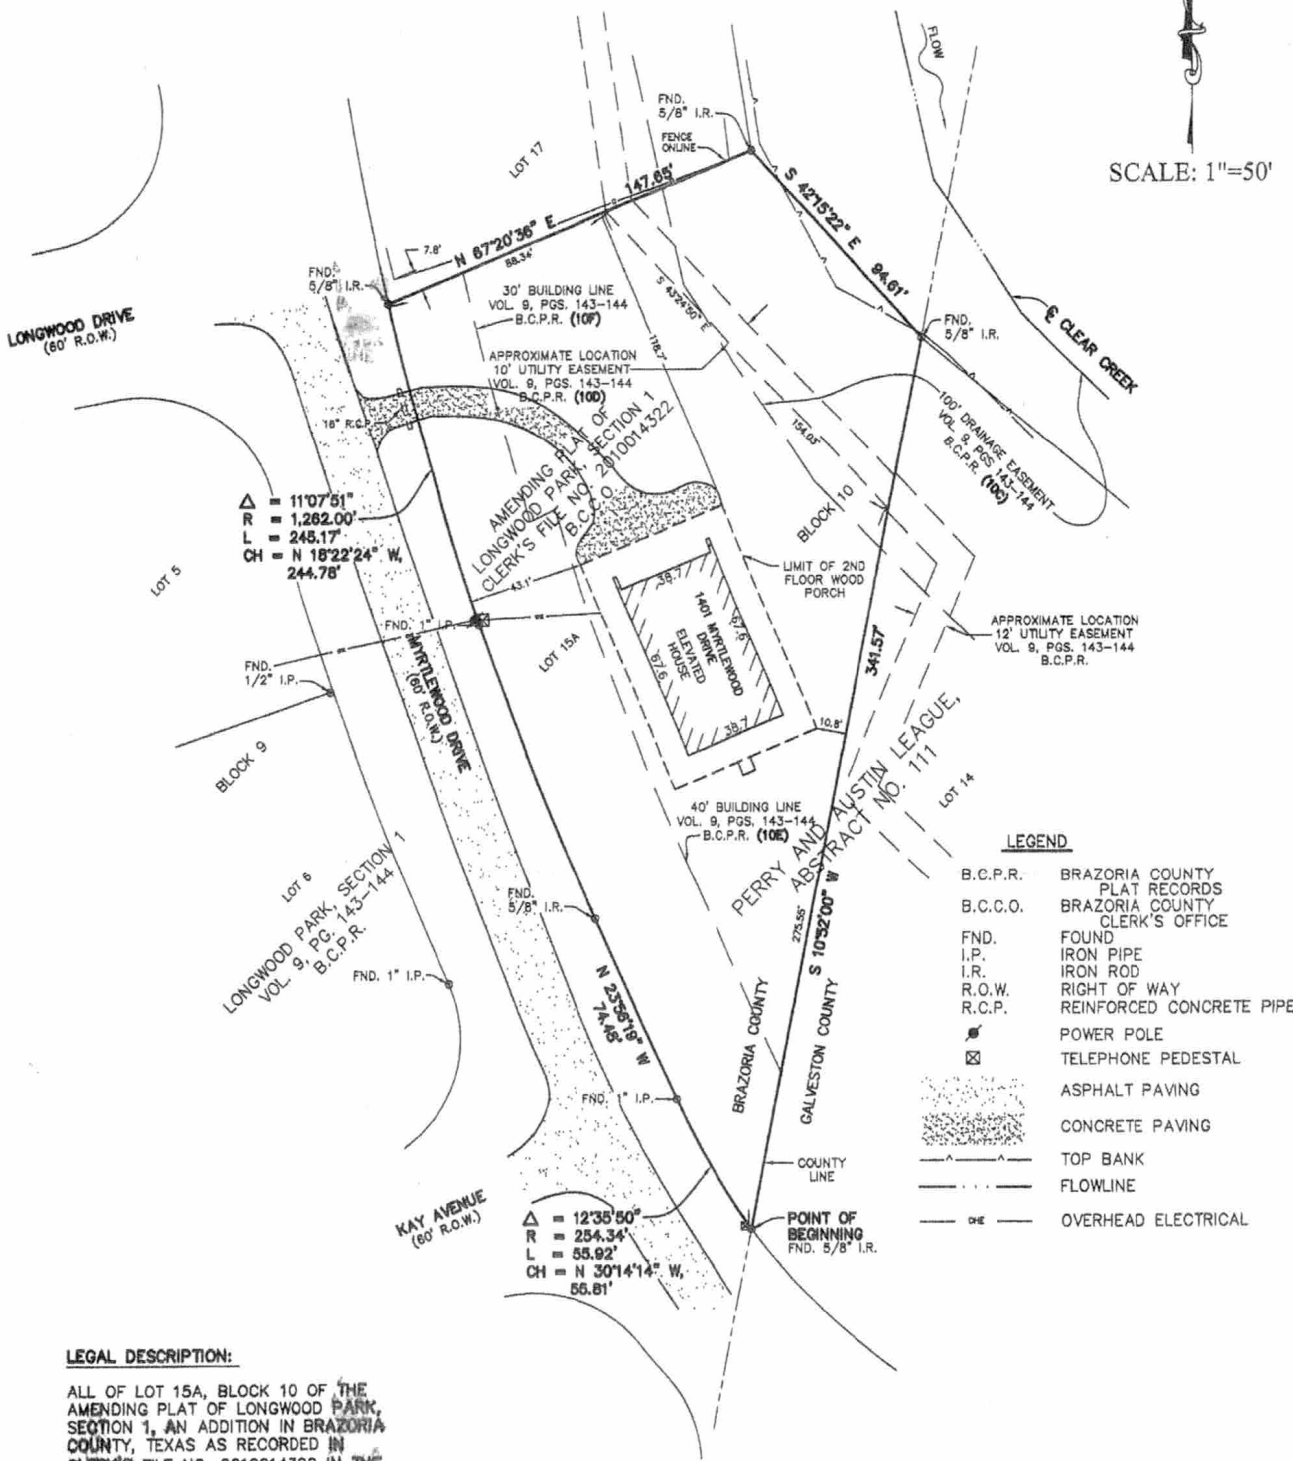 FLOW
SCALE: 1"=50'
FND.
5/8" I.R.
FENCE
ONLINE
LOT 17
147.65'
S 42°15'22" E
94.61'
N 67°20'36" E
88.34'
7.8'
FND.
5/8" I.R.
LONGWOOD DRIVE
(60' R.O.W.)
30' BUILDING LINE
VOL. 9, PGS. 143-144
B.C.P.R. (10F)
S 43°24'50" E
118.7'
FND.
5/8" I.R.
℄ CLEAR CREEK
APPROXIMATE LOCATION
10' UTILITY EASEMENT
VOL. 9, PGS. 143-144
B.C.P.R. (10D)
18" R.C.P.
AMENDING PLAT OF
LONGWOOD PARK, SECTION 1
CLERK'S FILE NO. 2010014322
B.C.C.O.
154.03'
100' DRAINAGE EASEMENT
VOL 9, PGS 143-144
B.C.P.R. (10C)
BLOCK 10
Δ = 11°07'51"
R = 1,262.00'
L = 245.17'
CH = N 18°22'24" W,
244.78'
LOT 5
43.1'
LIMIT OF 2ND
FLOOR WOOD
PORCH
38.7
67.6
1401 MYRTLEWOOD
DRIVE
ELEVATED
HOUSE
67.6
38.7
10.8'
341.57'
FND. 1" I.P.
OHE
OHE
LOT 15A
APPROXIMATE LOCATION
12' UTILITY EASEMENT
VOL. 9, PGS. 143-144
B.C.P.R.
FND.
1/2" I.P.
MYRTLEWOOD DRIVE
(60' R.O.W.)
BLOCK 9
40' BUILDING LINE
VOL. 9, PGS. 143-144
B.C.P.R. (10E)
PERRY AND AUSTIN LEAGUE,
ABSTRACT NO. 111
LOT 14
LOT 6
LONGWOOD PARK, SECTION 1
VOL. 9, PG. 143-144
B.C.P.R.
FND.
5/8" I.R.
FND. 1" I.P.
275.55'
S 10°52'00" W
N 23°56'19" W
74.48'
FND. 1" I.P.
BRAZORIA COUNTY
GALVESTON COUNTY
COUNTY
LINE
KAY AVENUE
(60' R.O.W.)
Δ = 12°35'50"
R = 254.34'
L = 55.92'
CH = N 30°14'14" W,
55.81'
POINT OF
BEGINNING
FND. 5/8" I.R.
LEGEND
B.C.P.R. BRAZORIA COUNTY
PLAT RECORDS
B.C.C.O. BRAZORIA COUNTY
CLERK'S OFFICE
FND. FOUND
I.P. IRON PIPE
I.R. IRON ROD
R.O.W. RIGHT OF WAY
R.C.P. REINFORCED CONCRETE PIPE
POWER POLE
TELEPHONE PEDESTAL
ASPHALT PAVING
CONCRETE PAVING
TOP BANK
FLOWLINE
OHE OVERHEAD ELECTRICAL
LEGAL DESCRIPTION:
ALL OF LOT 15A, BLOCK 10 OF THE
AMENDING PLAT OF LONGWOOD PARK,
SECTION 1, AN ADDITION IN BRAZORIA
COUNTY, TEXAS AS RECORDED IN